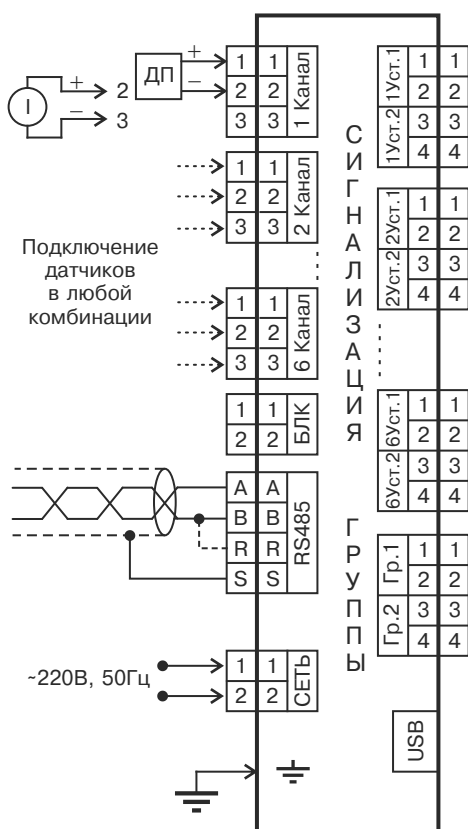 I
+
−
2
3
ДП
+
−
1 1
2 2
3 3
1 Канал
1 1
2 2
3 3
2 Канал
Подключение
датчиков
в любой
комбинации
1 1
2 2
3 3
6 Канал
1 1
2 2
БЛК
A A
B B
R R
S S
RS485
~220В, 50Гц
1 1
2 2
СЕТЬ
СИГНАЛИЗАЦИЯ
ГРУППЫ
1Уст.1
1Уст.2
1 1
2 2
3 3
4 4
2Уст.1
2Уст.2
1 1
2 2
3 3
4 4
6Уст.1
6Уст.2
1 1
2 2
3 3
4 4
Гр.1
Гр.2
1 1
2 2
3 3
4 4
USB